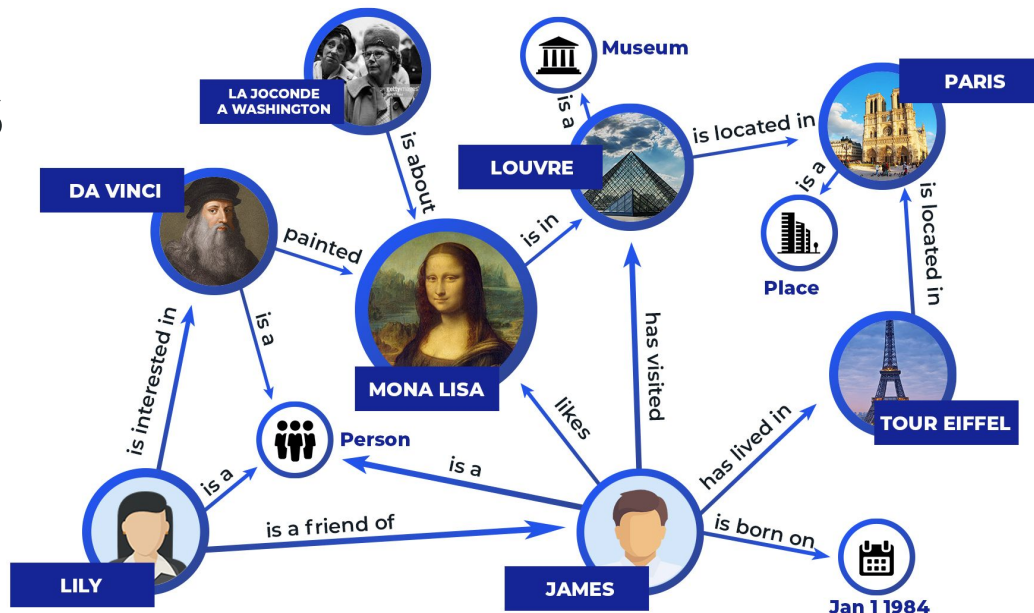 LA JOCONDE
A WASHINGTON
Museum
PARIS
is a
is located in
LOUVRE
is about
DA VINCI
is a
is located in
painted
is in
Place
is a
is interested in
has visited
MONA LISA
likes
TOUR EIFFEL
Person
has lived in
is a
is a
is a friend of
is born on
LILY
JAMES
Jan 1 1984